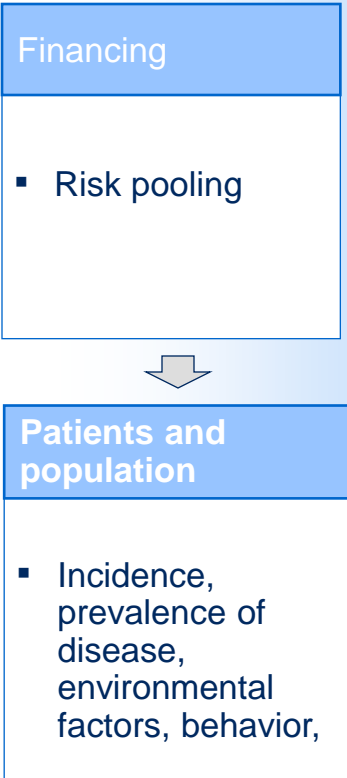 Financing
▪ Risk pooling
Patients and
population
▪ Incidence,
prevalence of
disease,
environmental
factors, behavior,